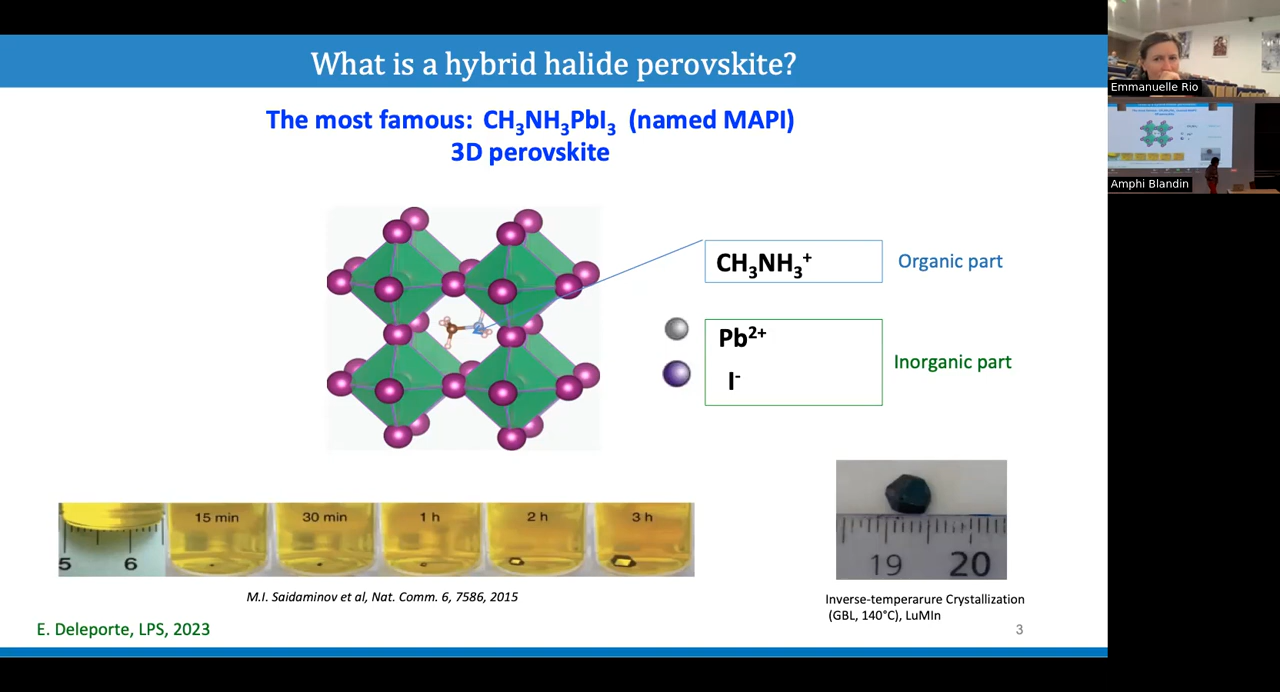 What is a hybrid halide perovskite?
The most famous: CH₃NH₃PbI₃ (named MAPI)
3D perovskite
CH₃NH₃⁺
Organic part
Pb²⁺
I⁻
Inorganic part
5 6
15 min
30 min
1 h
2 h
3 h
19 20
M.I. Saidaminov et al, Nat. Comm. 6, 7586, 2015
Inverse-temperarure Crystallization
(GBL, 140°C), LuMIn
E. Deleporte, LPS, 2023
3
Emmanuelle Rio
Amphi Blandin